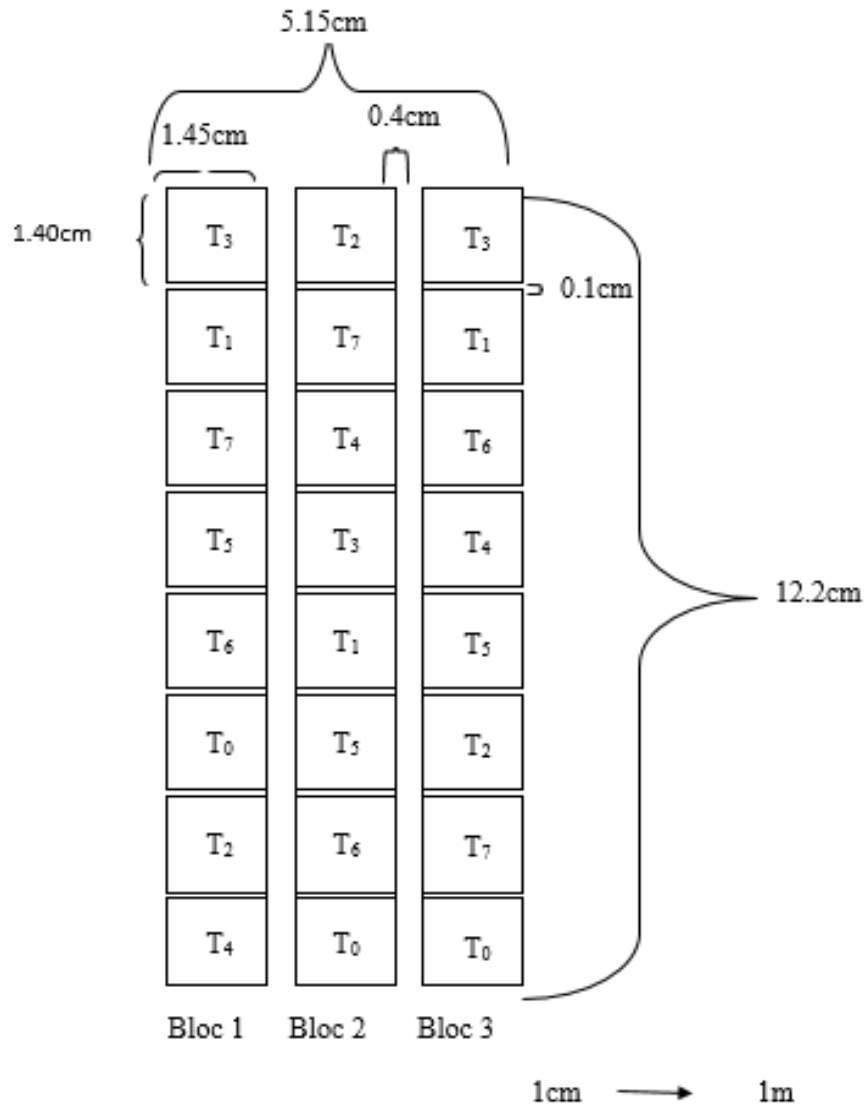 5.15cm
0.4cm
1.45cm
1.40cm
T₃ T₂ T₃
0.1cm
T₁ T₇ T₁
T₇ T₄ T₆
T₅ T₃ T₄
12.2cm
T₆ T₁ T₅
T₀ T₅ T₂
T₂ T₆ T₇
T₄ T₀ T₀
Bloc 1 Bloc 2 Bloc 3
1cm → 1m